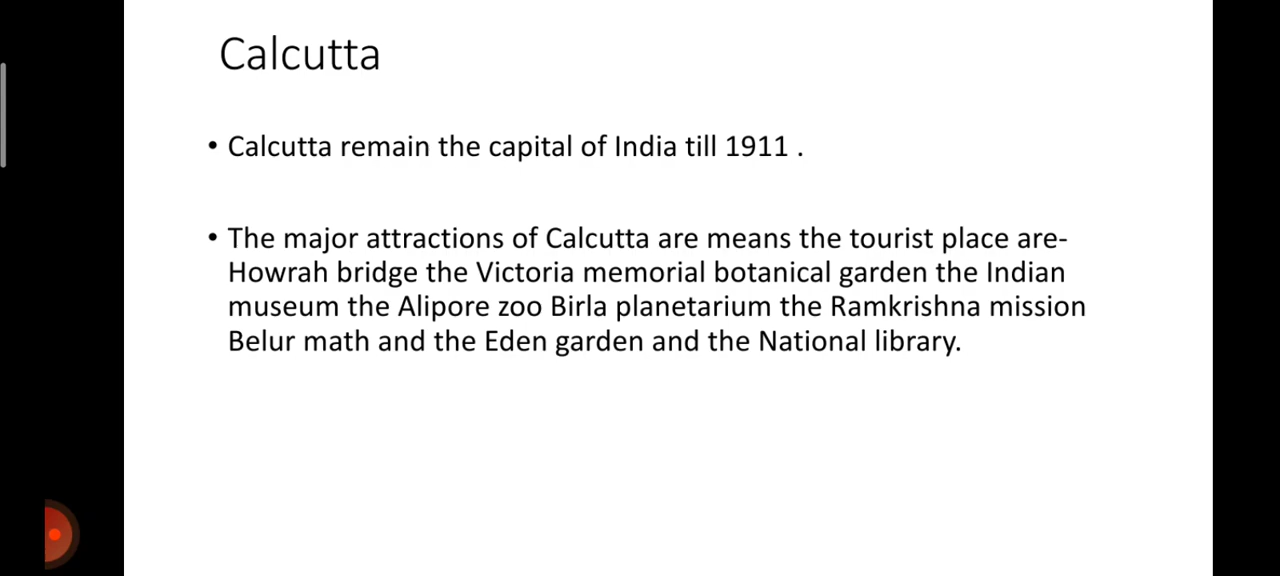 Calcutta
• Calcutta remain the capital of India till 1911 .
• The major attractions of Calcutta are means the tourist place are-
Howrah bridge the Victoria memorial botanical garden the Indian
museum the Alipore zoo Birla planetarium the Ramkrishna mission
Belur math and the Eden garden and the National library.